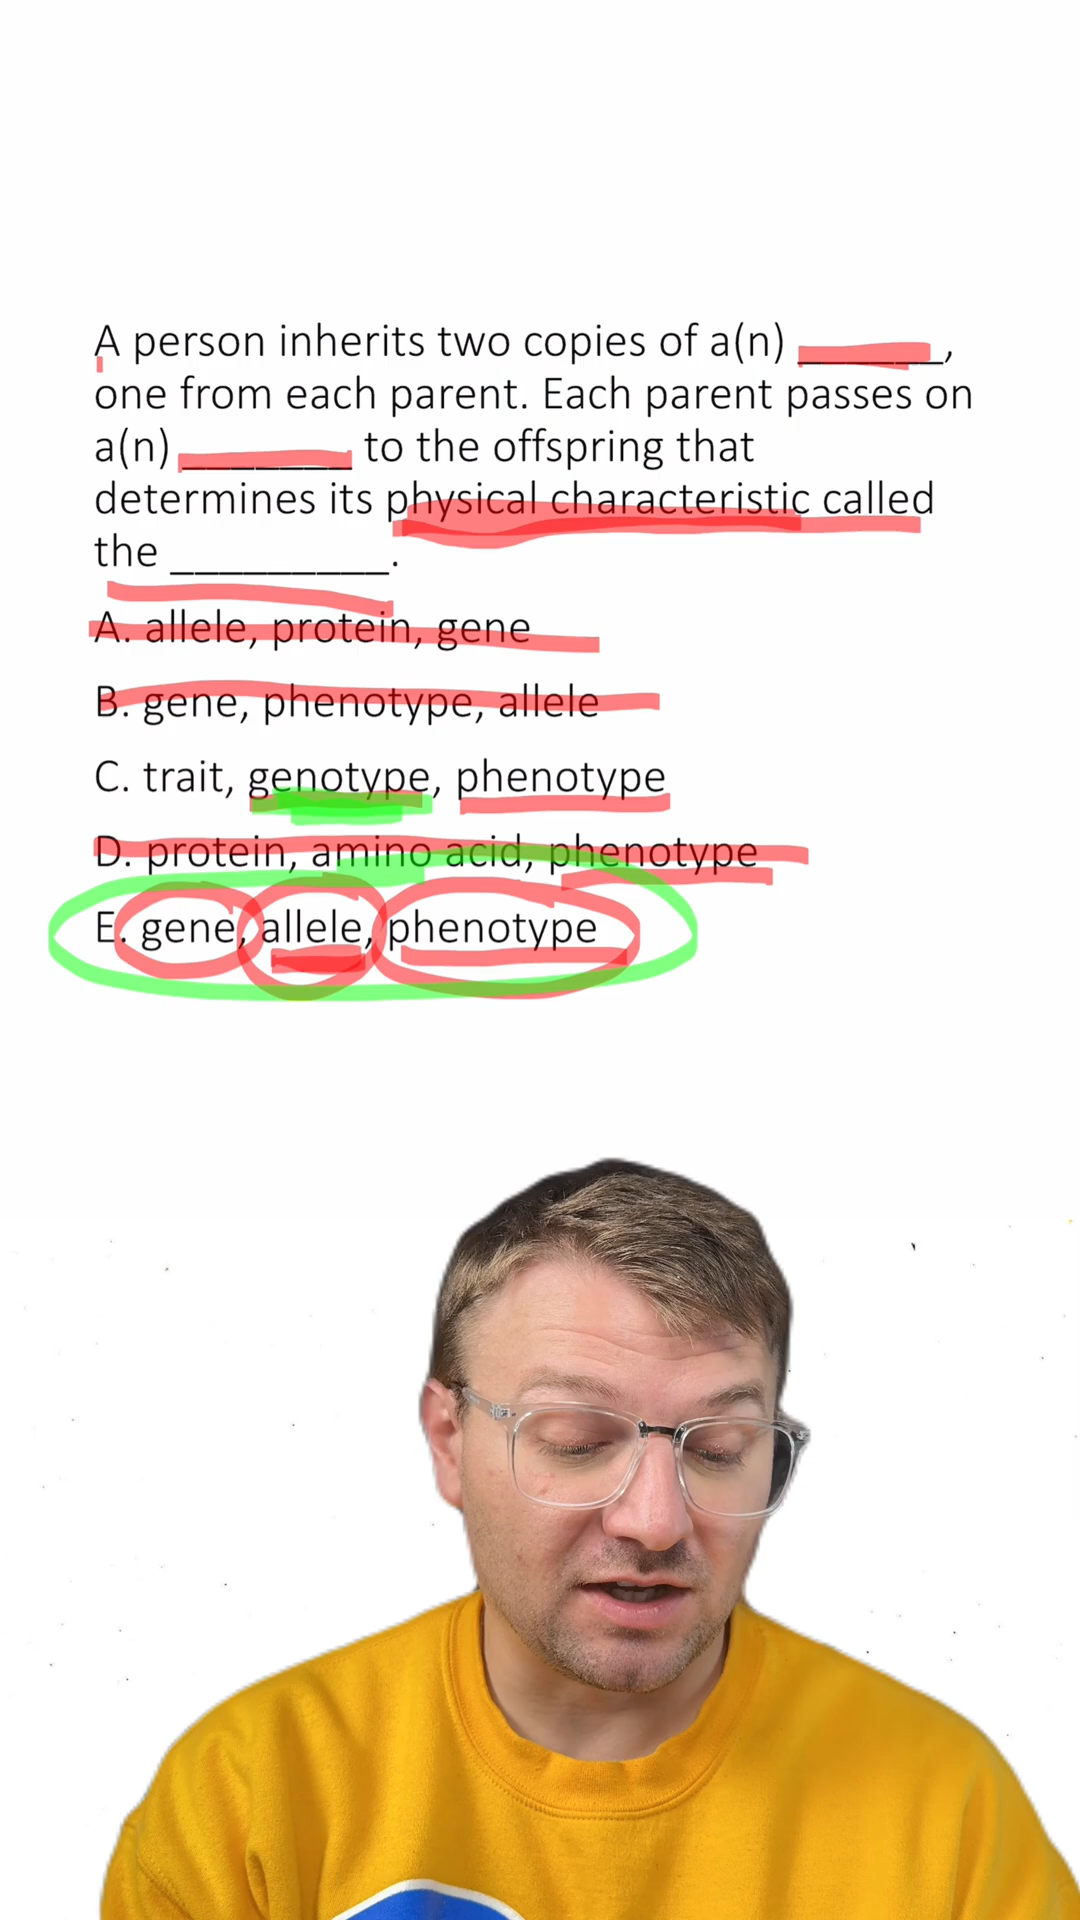 A person inherits two copies of a(n) _______,
one from each parent. Each parent passes on
a(n) ________ to the offspring that
determines its physical characteristic called
the __________.
A. allele, protein, gene
B. gene, phenotype, allele
C. trait, genotype, phenotype
D. protein, amino acid, phenotype
E. gene, allele, phenotype